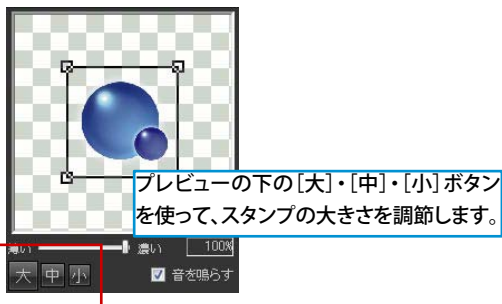 プレビューの下の[大]・[中]・[小]ボタン
を使って、スタンプの大きさを調節します。
薄い 濃い 100%
大 中 小 音を鳴らす